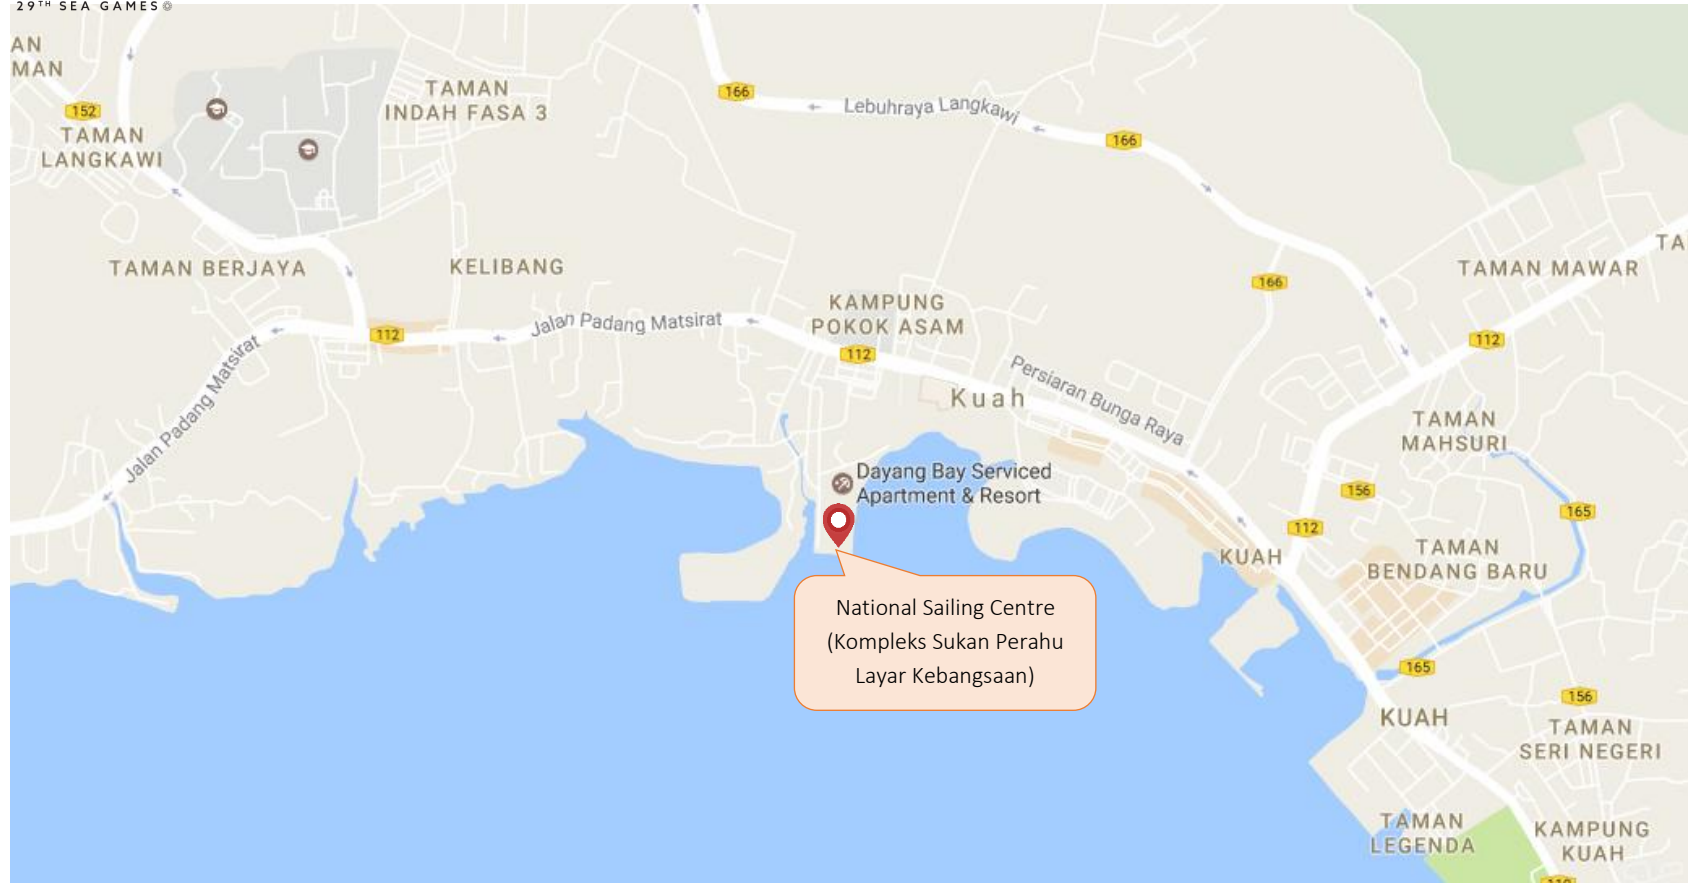 29TH SEA GAMES
AN
MAN
152
TAMAN
LANGKAWI
TAMAN
INDAH FASA 3
166
Lebuhraya Langkawi
166
TAMAN BERJAYA
KELIBANG
166
TAMAN MAWAR
TA
112
Jalan Padang Matsirat
KAMPUNG
POKOK ASAM
112
112
Jalan Padang Matsirat
Kuah
Persiaran Bunga Raya
TAMAN
MAHSURI
Dayang Bay Serviced
Apartment & Resort
156
165
112
KUAH
TAMAN
BENDANG BARU
National Sailing Centre
(Kompleks Sukan Perahu
Layar Kebangsaan)
165
156
KUAH
TAMAN
SERI NEGERI
TAMAN
LEGENDA
KAMPUNG
KUAH